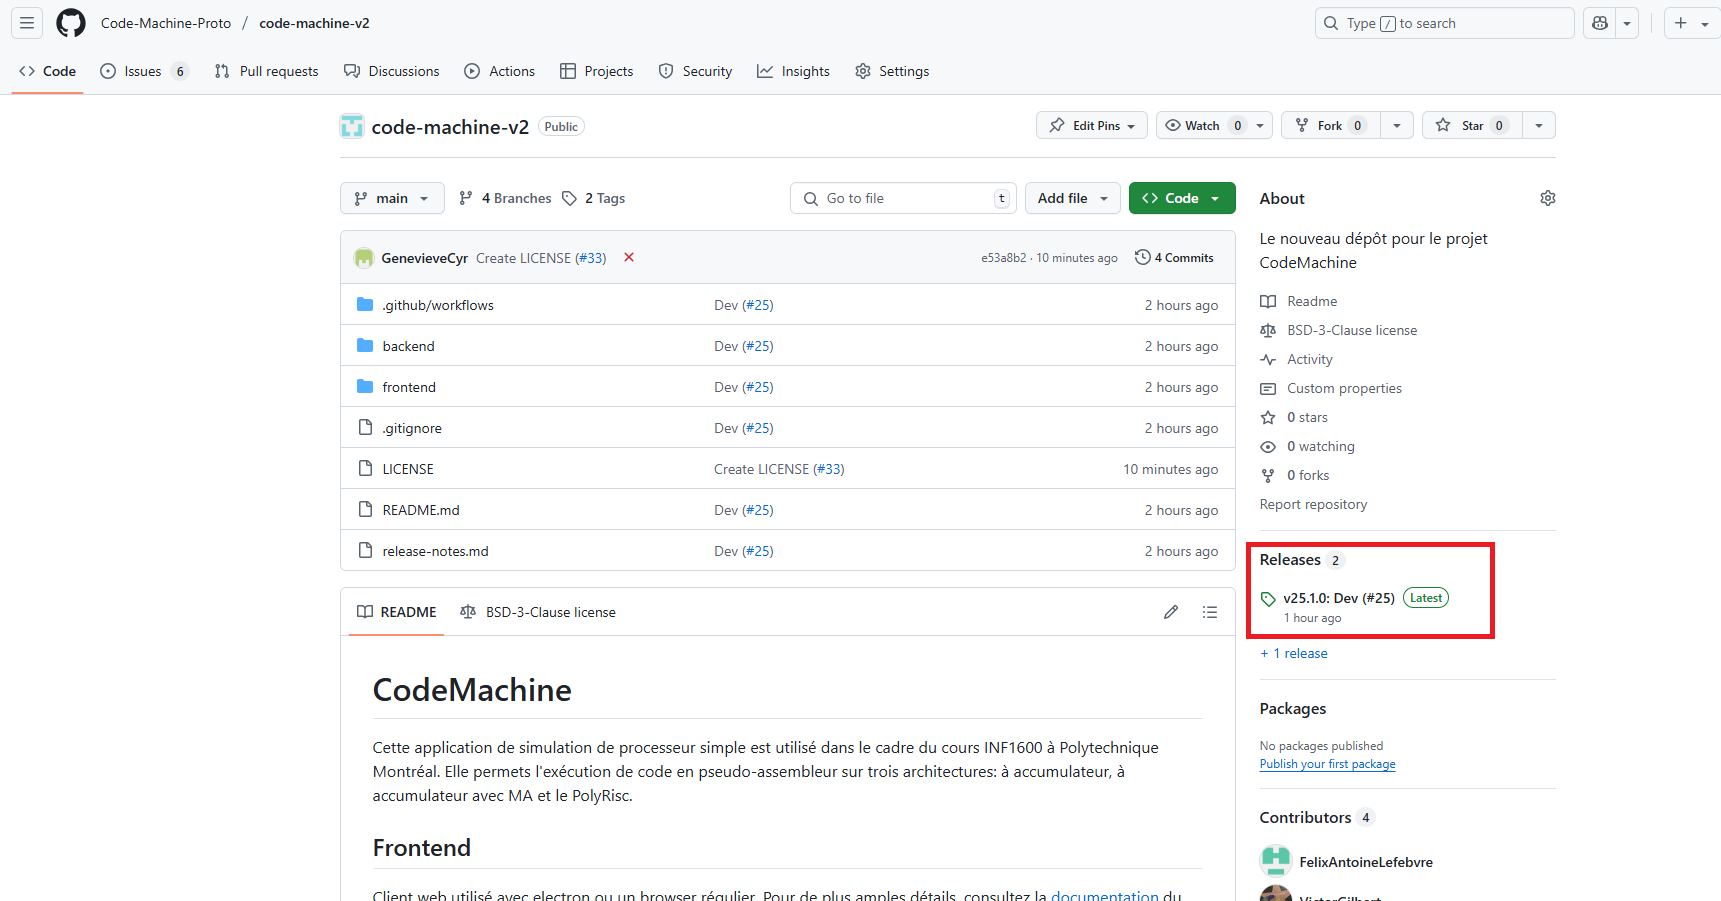 Code-Machine-Proto / code-machine-v2
Type / to search
Code Issues 6 Pull requests Discussions Actions Projects Security Insights Settings
code-machine-v2 Public
Edit Pins Watch 0 Fork 0 Star 0
main 4 Branches 2 Tags Go to file t Add file Code
GenevieveCyr Create LICENSE (#33) e53a8b2 · 10 minutes ago 4 Commits
.github/workflows Dev (#25) 2 hours ago
backend Dev (#25) 2 hours ago
frontend Dev (#25) 2 hours ago
.gitignore Dev (#25) 2 hours ago
LICENSE Create LICENSE (#33) 10 minutes ago
README.md Dev (#25) 2 hours ago
release-notes.md Dev (#25) 2 hours ago
README BSD-3-Clause license
CodeMachine
Cette application de simulation de processeur simple est utilisé dans le cadre du cours INF1600 à Polytechnique
Montréal. Elle permets l'exécution de code en pseudo-assembleur sur trois architectures: à accumulateur, à
accumulateur avec MA et le PolyRisc.
Frontend
Client web utilisé avec electron ou un browser régulier. Pour de plus amples détails, consultez la documentation du
About
Le nouveau dépôt pour le projet
CodeMachine
Readme
BSD-3-Clause license
Activity
Custom properties
0 stars
0 watching
0 forks
Report repository
Releases 2
v25.1.0: Dev (#25) Latest
1 hour ago
+ 1 release
Packages
No packages published
Publish your first package
Contributors 4
FelixAntoineLefebvre
VictorGilbert